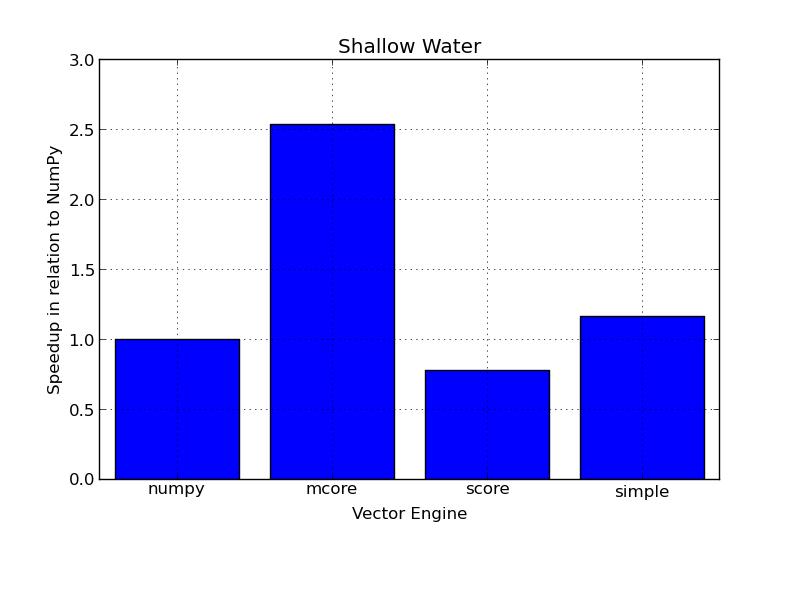 Shallow Water
3.0
2.5
2.0
1.5
1.0
0.5
0.0
Speedup in relation to NumPy
numpy mcore score simple
Vector Engine